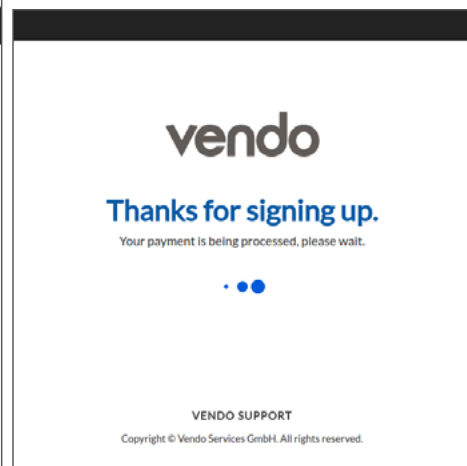 vendo
Thanks for signing up.
Your payment is being processed, please wait.
VENDO SUPPORT
Copyright © Vendo Services GmbH. All rights reserved.